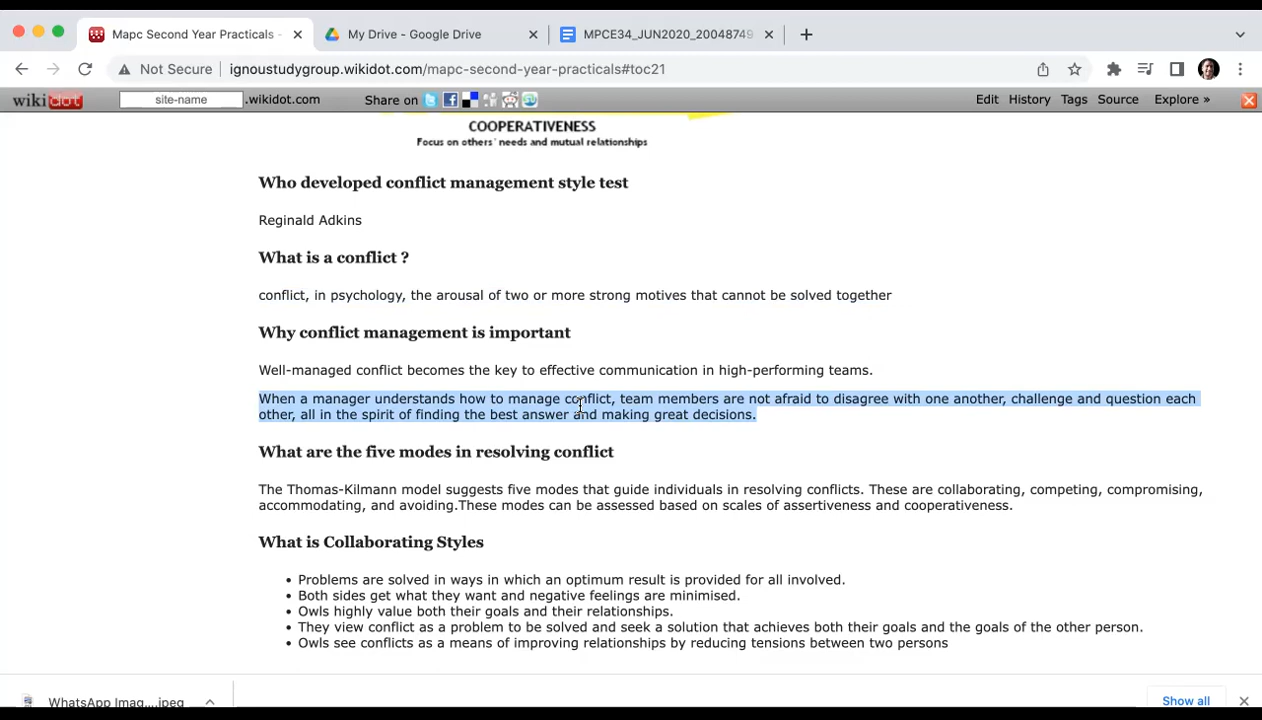 Mapc Second Year Practicals -
My Drive - Google Drive
MPCE34_JUN2020_20048749
Not Secure
ignoustudygroup.wikidot.com/mapc-second-year-practicals#toc21
wikidot
site-name
.wikidot.com
Share on
Edit
History
Tags
Source
Explore »
COOPERATIVENESS
Focus on others' needs and mutual relationships
Who developed conflict management style test
Reginald Adkins
What is a conflict ?
conflict, in psychology, the arousal of two or more strong motives that cannot be solved together
Why conflict management is important
Well-managed conflict becomes the key to effective communication in high-performing teams.
When a manager understands how to manage conflict, team members are not afraid to disagree with one another, challenge and question each
other, all in the spirit of finding the best answer and making great decisions.
What are the five modes in resolving conflict
The Thomas-Kilmann model suggests five modes that guide individuals in resolving conflicts. These are collaborating, competing, compromising,
accommodating, and avoiding.These modes can be assessed based on scales of assertiveness and cooperativeness.
What is Collaborating Styles
• Problems are solved in ways in which an optimum result is provided for all involved.
• Both sides get what they want and negative feelings are minimised.
• Owls highly value both their goals and their relationships.
• They view conflict as a problem to be solved and seek a solution that achieves both their goals and the goals of the other person.
• Owls see conflicts as a means of improving relationships by reducing tensions between two persons
WhatsApp Imag....jpeg
Show all